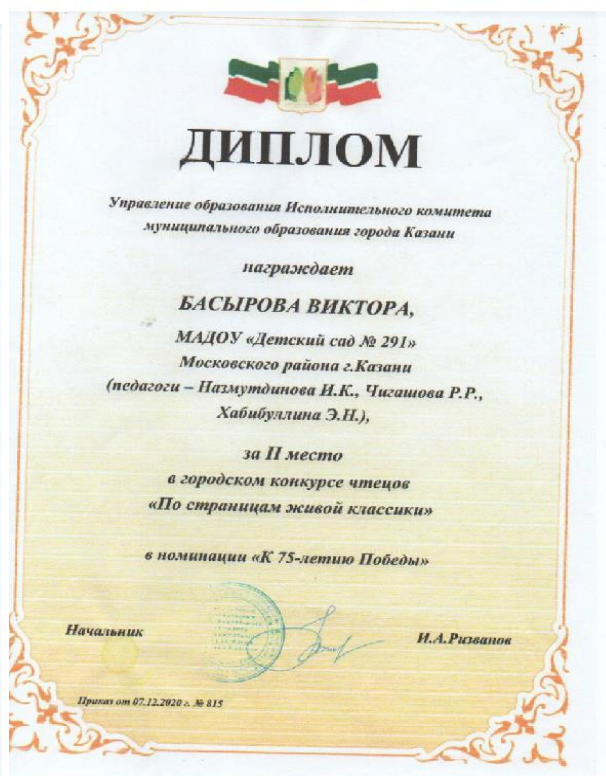 ДИПЛОМ
Управление образования Исполнительного комитета
муниципального образования города Казани
награждает
БАСЫРОВА ВИКТОРА,
МАДОУ «Детский сад № 291»
Московского района г.Казани
(педагоги – Назмутдинова И.К., Чигашова Р.Р.,
Хабибуллина Э.Н.),
за II место
в городском конкурсе чтецов
«По страницам живой классики»
в номинации «К 75-летию Победы»
Начальник
И.А.Ризванов
Приказ от 07.12.2020 г. № 815